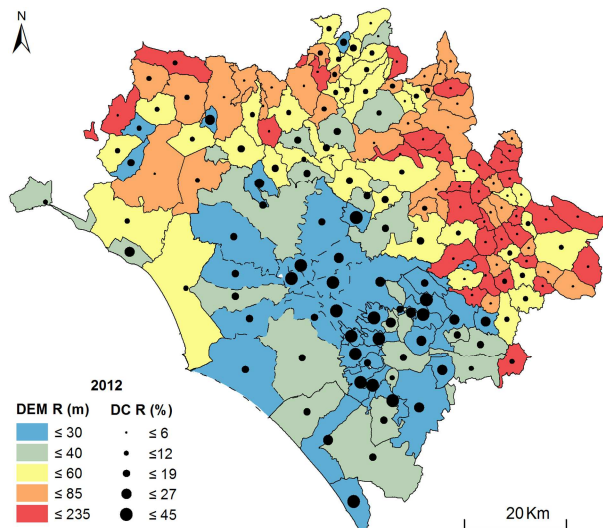 N
2012
DEM R (m) DC R (%)
≤ 30 ≤ 6
≤ 40 ≤ 12
≤ 60 ≤ 19
≤ 85 ≤ 27
≤ 235 ≤ 45
20 Km